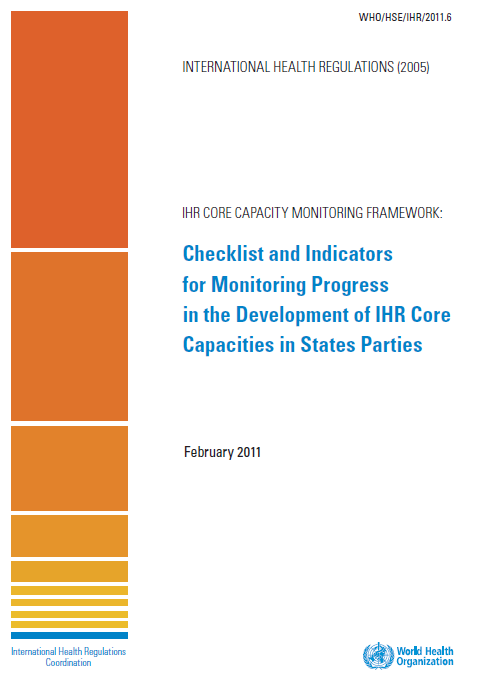 WHO/HSE/IHR/2011.6
INTERNATIONAL HEALTH REGULATIONS (2005)
IHR CORE CAPACITY MONITORING FRAMEWORK:
Checklist and Indicators
for Monitoring Progress
in the Development of IHR Core
Capacities in States Parties
February 2011
International Health Regulations
Coordination
World Health
Organization